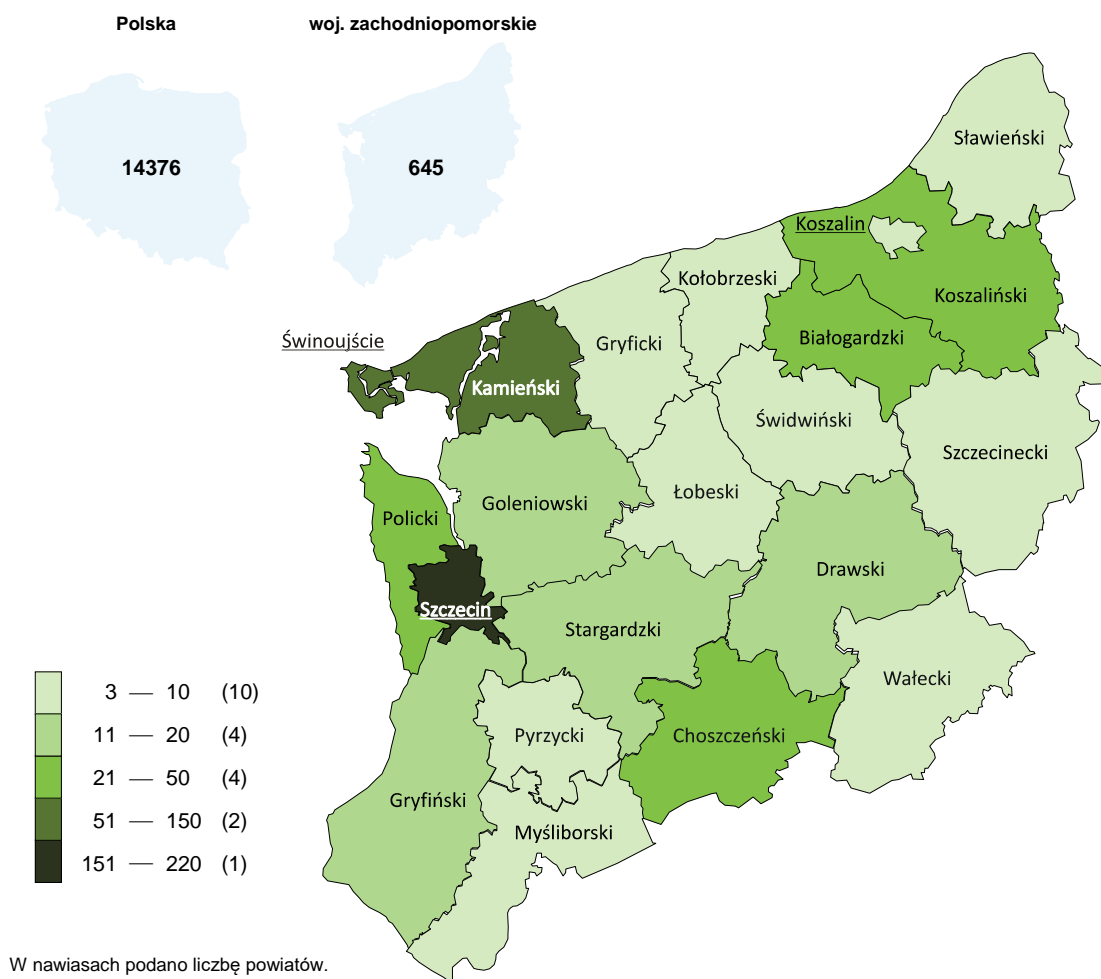 Polska
woj. zachodniopomorskie
14376
645
Sławieński
Koszalin
Kołobrzeski
Koszaliński
Świnoujście
Gryficki
Białogardzki
Kamieński
Świdwiński
Szczecinecki
Łobeski
Goleniowski
Policki
Drawski
Szczecin
Stargardzki
Wałecki
Pyrzycki
Choszczeński
Gryfiński
Myśliborski
3 — 10 (10)
11 — 20 (4)
21 — 50 (4)
51 — 150 (2)
151 — 220 (1)
W nawiasach podano liczbę powiatów.